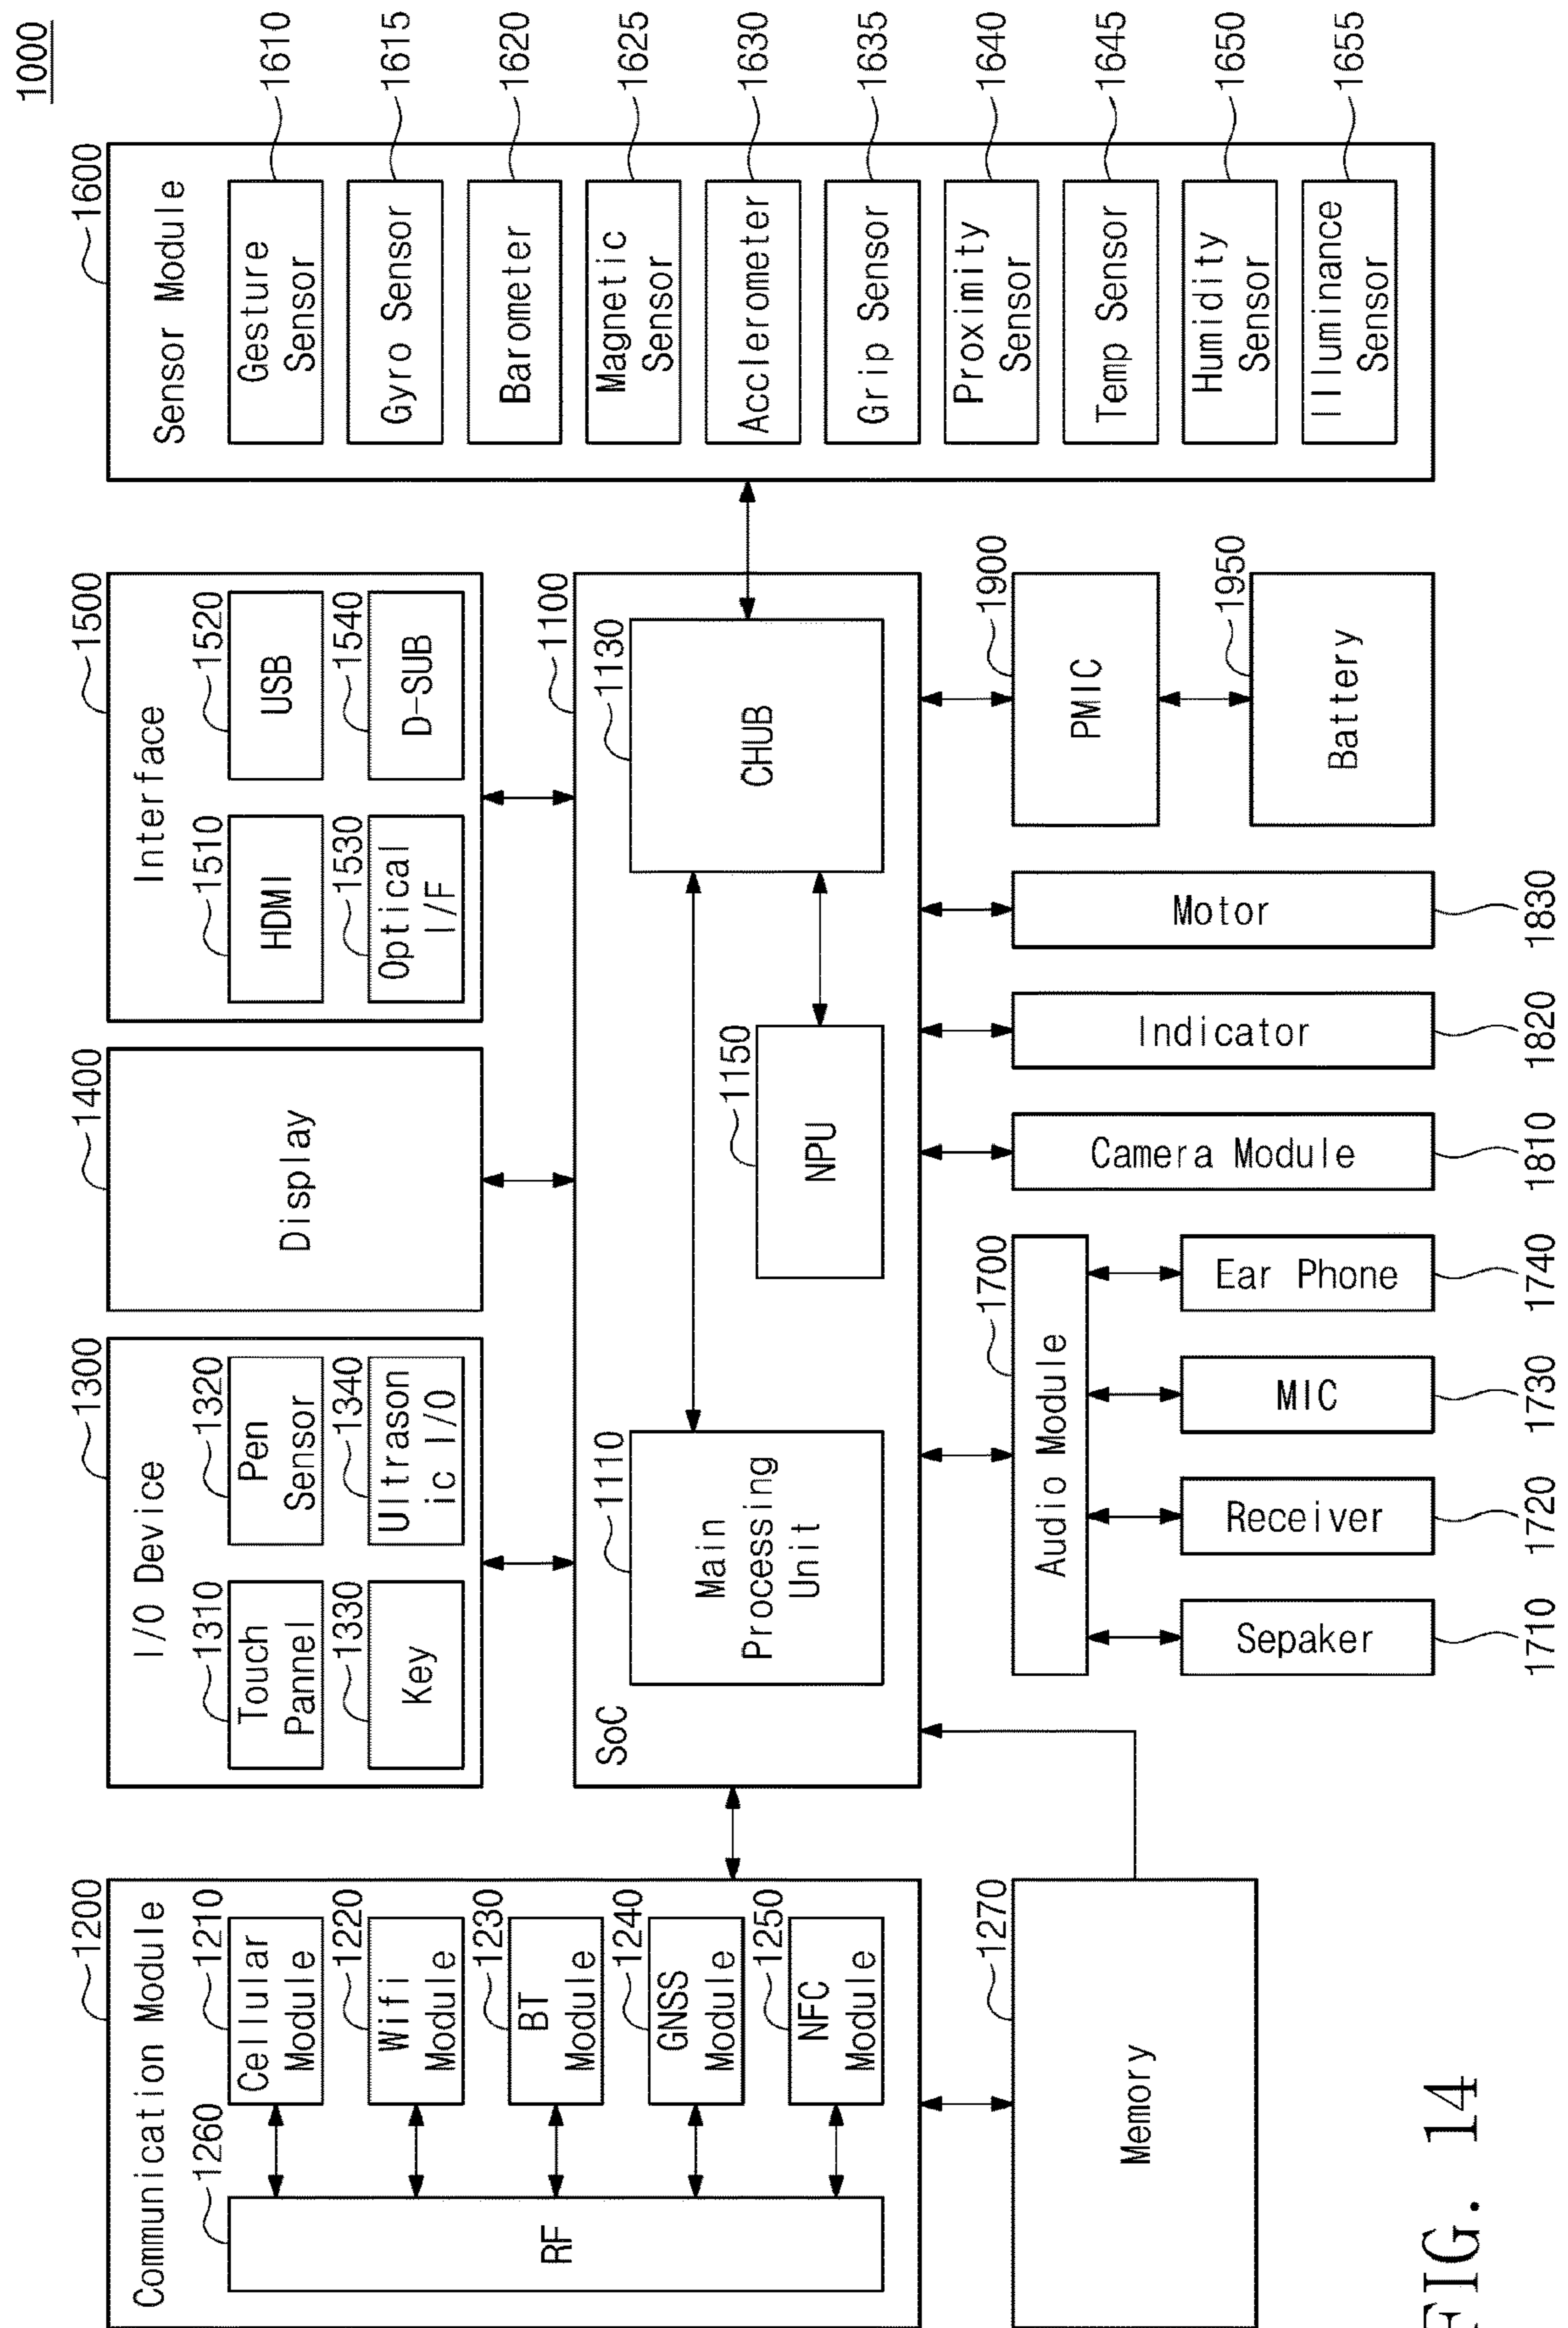 1000
1200
Communication Module
1260
RF
1210
Cellular
Module
1220
Wifi
Module
1230
BT
Module
1240
GNSS
Module
1250
NFC
Module
1270
Memory
1300
I/O Device
1310
Touch
Pannel
1320
Pen
Sensor
1330
Key
1340
Ultrason
ic I/O
1400
Display
1500
Interface
1510
HDMI
1520
USB
1530
Optical
I/F
1540
D-SUB
1100
SoC
1110
Main
Processing
Unit
1150
NPU
1130
CHUB
1600
Sensor Module
Gesture
Sensor
1610
Gyro Sensor
1615
Barometer
1620
Magnetic
Sensor
1625
Acclerometer
1630
Grip Sensor
1635
Proximity
Sensor
1640
Temp Sensor
1645
Humidity
Sensor
1650
Illuminance
Sensor
1655
1700
Audio Module
Sepaker
1710
Receiver
1720
MIC
1730
Ear Phone
1740
Camera Module
1810
Indicator
1820
Motor
1830
1900
PMIC
1950
Battery
FIG. 14